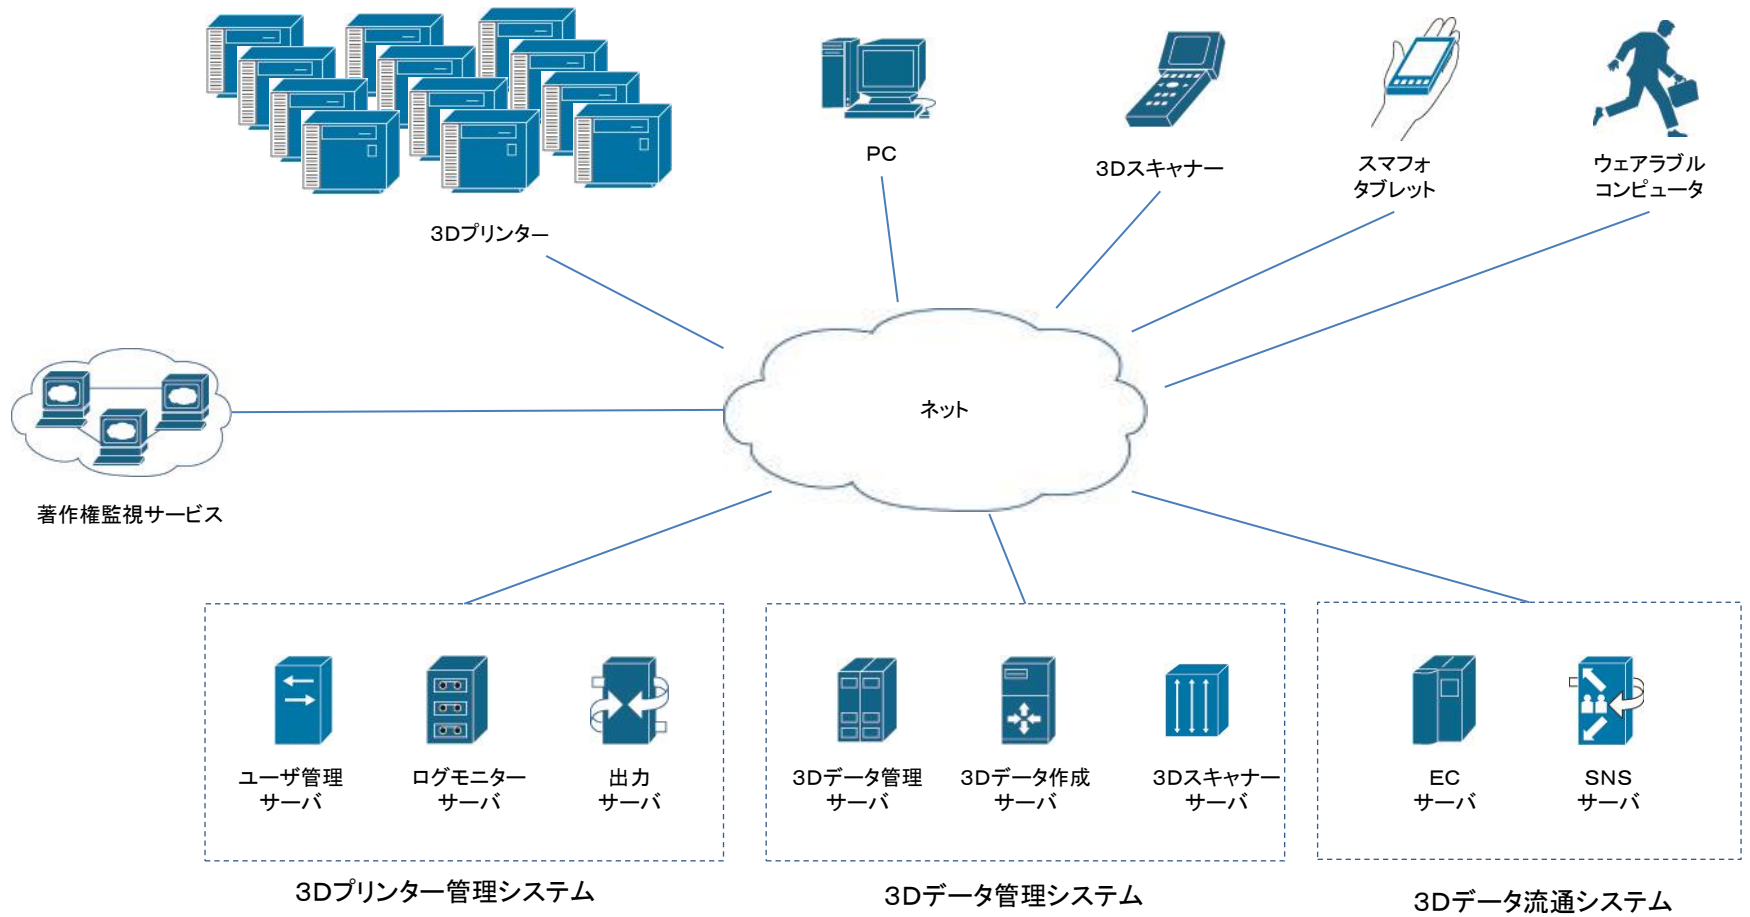 PC
3Dスキャナー
スマフォ
タブレット
ウェアラブル
コンピュータ
3Dプリンター
ネット
著作権監視サービス
ユーザ管理
サーバ
ログモニター
サーバ
出力
サーバ
3Dデータ管理
サーバ
3Dデータ作成
サーバ
3Dスキャナー
サーバ
EC
サーバ
SNS
サーバ
3Dプリンター管理システム
3Dデータ管理システム
3Dデータ流通システム